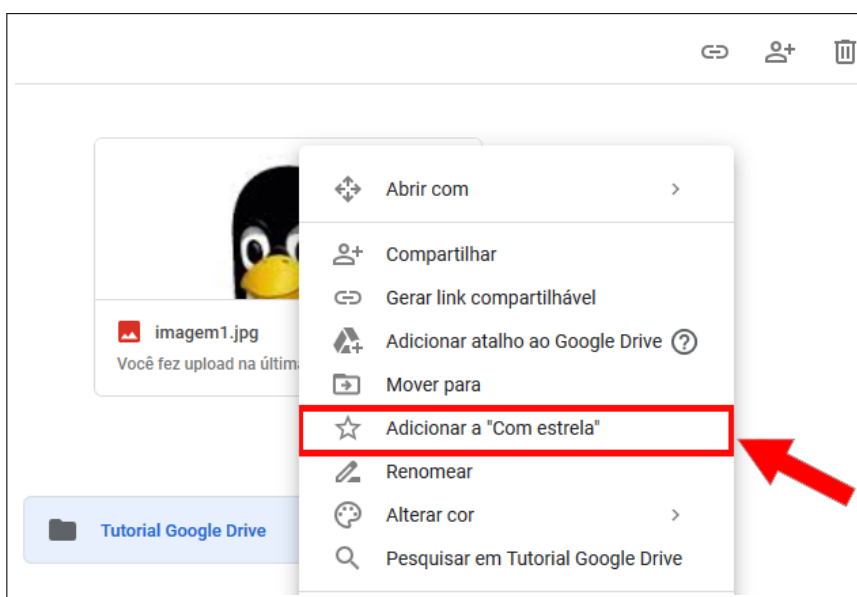 Abrir com
Compartilhar
Gerar link compartilhável
imagem1.jpg
Adicionar atalho ao Google Drive
Você fez upload na últim
Mover para
Adicionar a "Com estrela"
Renomear
Alterar cor
Tutorial Google Drive
Pesquisar em Tutorial Google Drive